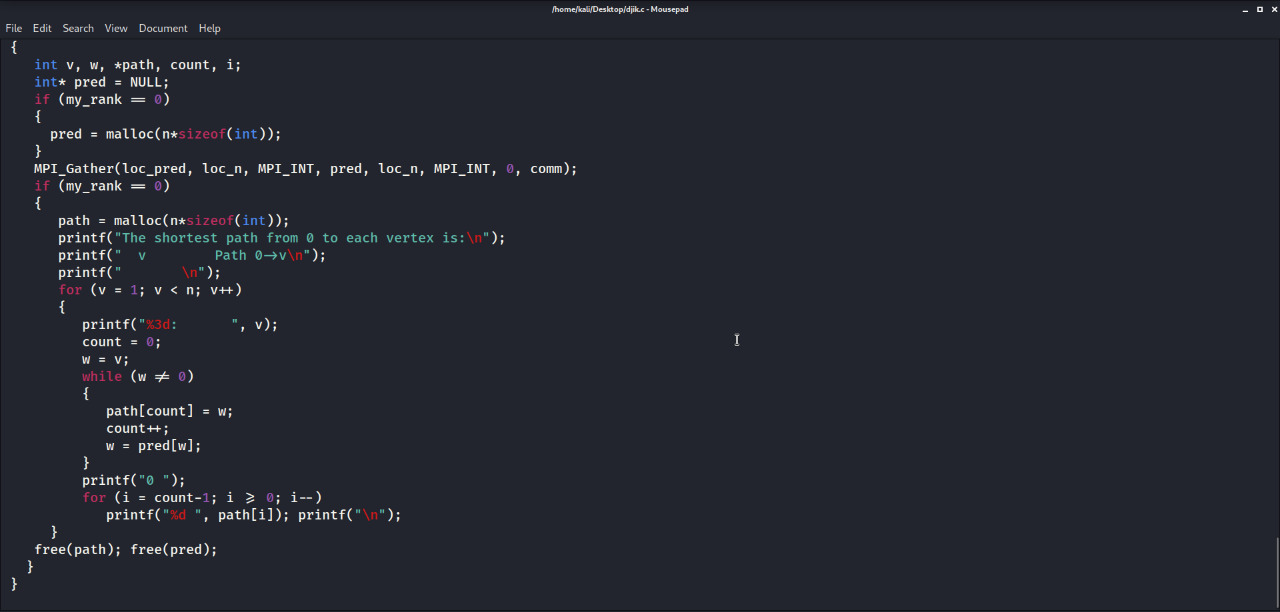 /home/kali/Desktop/djik.c - Mousepad
File Edit Search View Document Help
{
   int v, w, *path, count, i;
   int* pred = NULL;
   if (my_rank == 0)
   {
     pred = malloc(n*sizeof(int));
   }
   MPI_Gather(loc_pred, loc_n, MPI_INT, pred, loc_n, MPI_INT, 0, comm);
   if (my_rank == 0)
   {
      path = malloc(n*sizeof(int));
      printf("The shortest path from 0 to each vertex is:\n");
      printf("  v         Path 0->v\n");
      printf("        \n");
      for (v = 1; v < n; v++)
      {
         printf("%3d:       ", v);
         count = 0;
         w = v;
         while (w != 0)
         {
            path[count] = w;
            count++;
            w = pred[w];
         }
         printf("0 ");
         for (i = count-1; i >= 0; i--)
            printf("%d ", path[i]); printf("\n");
     }
   free(path); free(pred);
  }
}